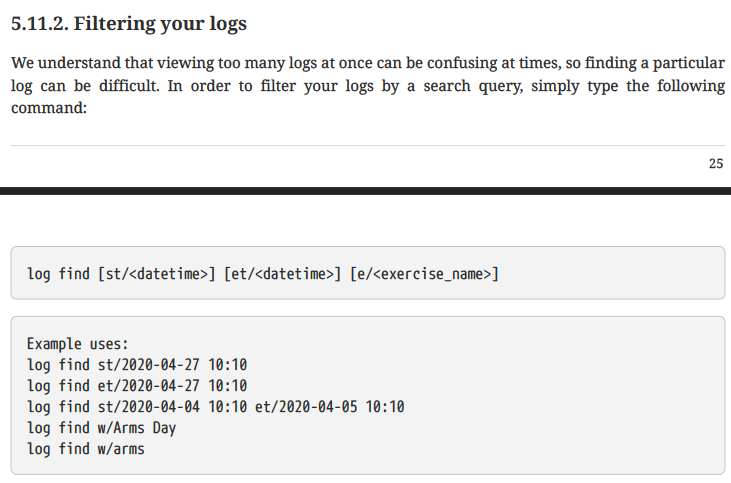 5.11.2. Filtering your logs
We understand that viewing too many logs at once can be confusing at times, so finding a particular
log can be difficult. In order to filter your logs by a search query, simply type the following
command:
25
log find [st/<datetime>] [et/<datetime>] [e/<exercise_name>]
Example uses:
log find st/2020-04-27 10:10
log find et/2020-04-27 10:10
log find st/2020-04-04 10:10 et/2020-04-05 10:10
log find w/Arms Day
log find w/arms